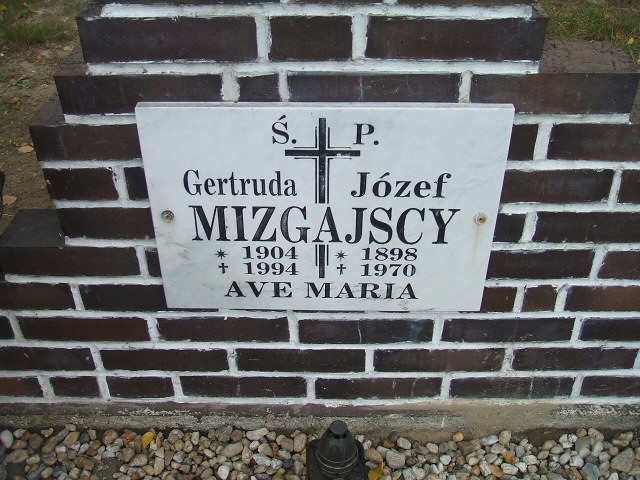 Ś. P.
Gertruda Józef
MIZGAJSCY
* 1904 * 1898
† 1994 † 1970
AVE MARIA